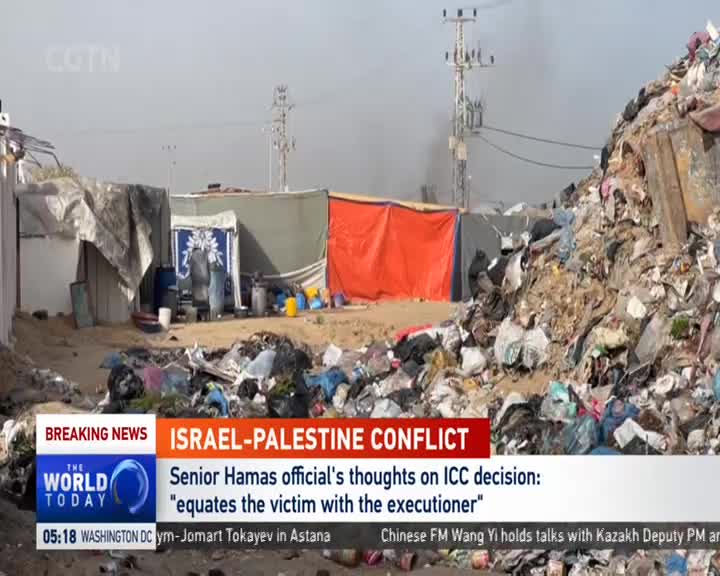 CGTN
BREAKING NEWS
ISRAEL-PALESTINE CONFLICT
THE
WORLD
TODAY
Senior Hamas official's thoughts on ICC decision:
"equates the victim with the executioner"
05:18 WASHINGTON DC
ym-Jomart Tokayev in Astana Chinese FM Wang Yi holds talks with Kazakh Deputy PM an